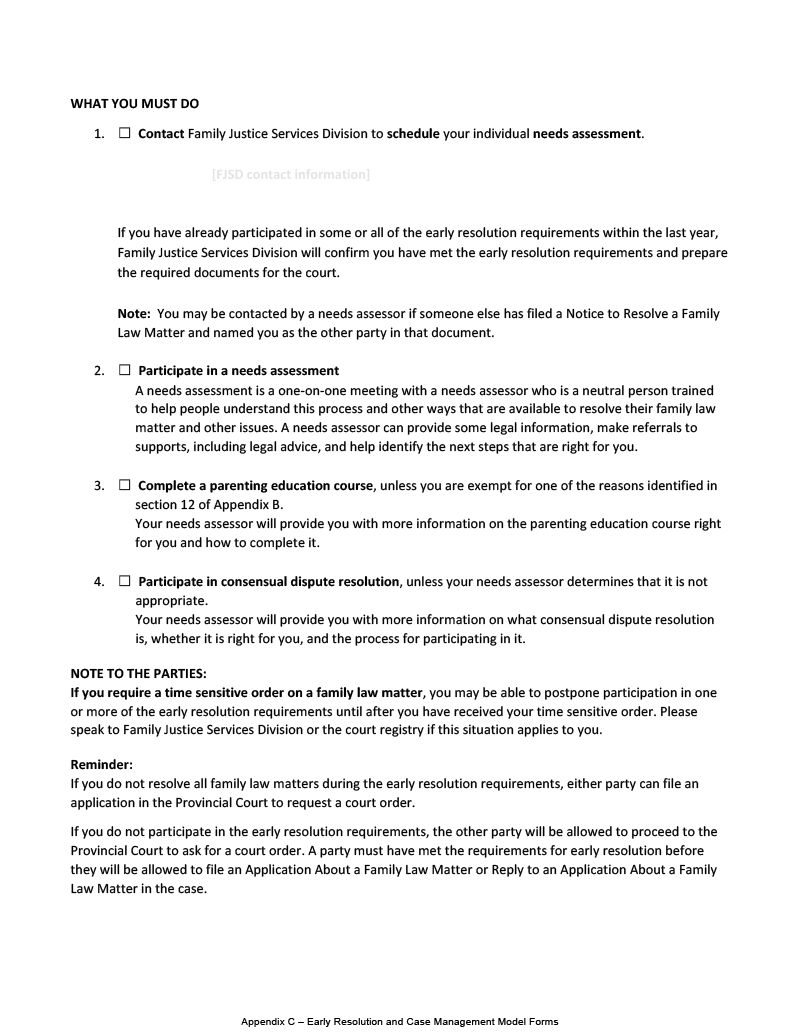 WHAT YOU MUST DO
1. ☐ Contact Family Justice Services Division to schedule your individual needs assessment.
[FJSD contact information]
If you have already participated in some or all of the early resolution requirements within the last year,
Family Justice Services Division will confirm you have met the early resolution requirements and prepare
the required documents for the court.
Note: You may be contacted by a needs assessor if someone else has filed a Notice to Resolve a Family
Law Matter and named you as the other party in that document.
2. ☐ Participate in a needs assessment
A needs assessment is a one-on-one meeting with a needs assessor who is a neutral person trained
to help people understand this process and other ways that are available to resolve their family law
matter and other issues. A needs assessor can provide some legal information, make referrals to
supports, including legal advice, and help identify the next steps that are right for you.
3. ☐ Complete a parenting education course, unless you are exempt for one of the reasons identified in
section 12 of Appendix B.
Your needs assessor will provide you with more information on the parenting education course right
for you and how to complete it.
4. ☐ Participate in consensual dispute resolution, unless your needs assessor determines that it is not
appropriate.
Your needs assessor will provide you with more information on what consensual dispute resolution
is, whether it is right for you, and the process for participating in it.
NOTE TO THE PARTIES:
If you require a time sensitive order on a family law matter, you may be able to postpone participation in one
or more of the early resolution requirements until after you have received your time sensitive order. Please
speak to Family Justice Services Division or the court registry if this situation applies to you.
Reminder:
If you do not resolve all family law matters during the early resolution requirements, either party can file an
application in the Provincial Court to request a court order.
If you do not participate in the early resolution requirements, the other party will be allowed to proceed to the
Provincial Court to ask for a court order. A party must have met the requirements for early resolution before
they will be allowed to file an Application About a Family Law Matter or Reply to an Application About a Family
Law Matter in the case.
Appendix C – Early Resolution and Case Management Model Forms